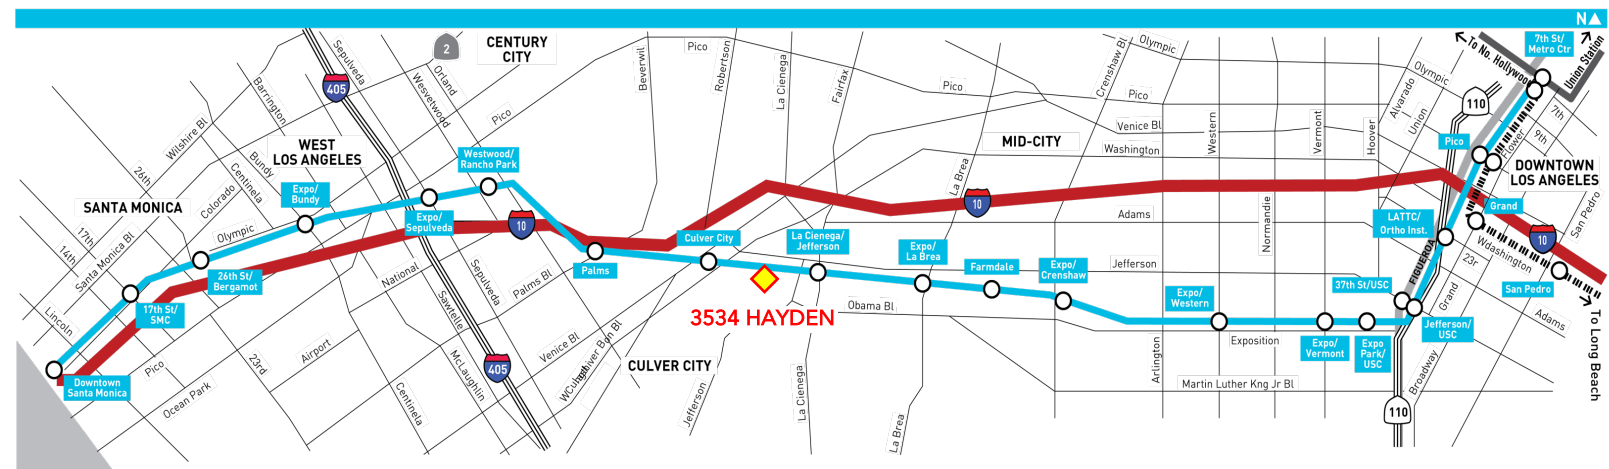 N
CENTURY
CITY
2
405
Sepulveda
Orland
Wesvetwood
Pico
Beverwil
Robertson
La Cienega
Fairfax
Pico
Crenshaw Bl
Olympic
Pico
Venice Bl
Washington
Western
Vermont
Hoover
Alvarado
Union
Olympic
110
To No. Hollywood
7th St/
Metro Ctr
Union Station
7th
9th
Flower
Pico
DOWNTOWN
LOS ANGELES
San Pedro
MID-CITY
La Brea
10
Adams
Normandie
Jefferson
LATTC/
Ortho Inst.
FIGUEROA
Grand
10
Wdashington
23r
San Pedro
Adams
To Long Beach
Grand
37th St/USC
Jefferson/
USC
Broadway
110
Barrington
Wilshire Bl
26th
WEST
LOS ANGELES
Bundy
Centinela
Colorado
Westwood/
Rancho Park
Pico
Expo/
Bundy
SANTA MONICA
17th
14th
Santa Monica Bl
Olympic
Expo/
Sepulveda
10
26th St/
Bergamot
17th St/
SMC
National
Sawtelle
Sepulveda
Palms Bl
Palms
Culver City
La Cienega/
Jefferson
Expo/
La Brea
Farmdale
Expo/
Crenshaw
Expo/
Western
Expo/
Vermont
Expo
Park/
USC
3534 HAYDEN
Obama Bl
Exposition
Arlington
Martin Luther Kng Jr Bl
Lincoln
Downtown
Santa Monica
Pico
Ocean Park
23rd
Airport
Centinela
McLaughlin
405
Venice Bl
CULVER CITY
Jefferson
La Cienega
La Brea